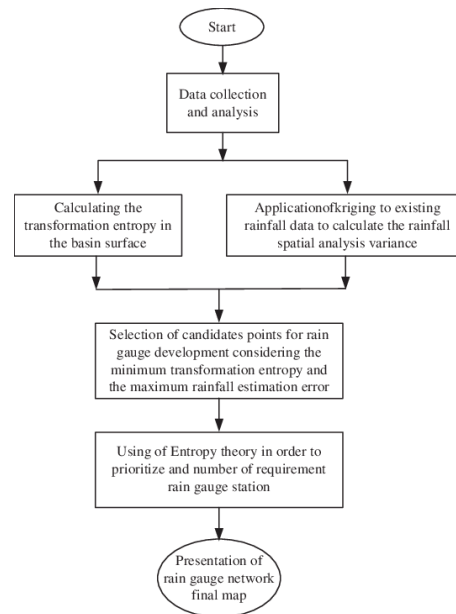 Start
Data collection
and analysis
Calculating the
transformation entropy in
the basin surface
Applicationofkriging to existing
rainfall data to calculate the rainfall
spatial analysis variance
Selection of candidates points for rain
gauge development considering the
minimum transformation entropy and
the maximum rainfall estimation error
Using of Entropy theory in order to
prioritize and number of requirement
rain gauge station
Presentation of
rain gauge network
final map